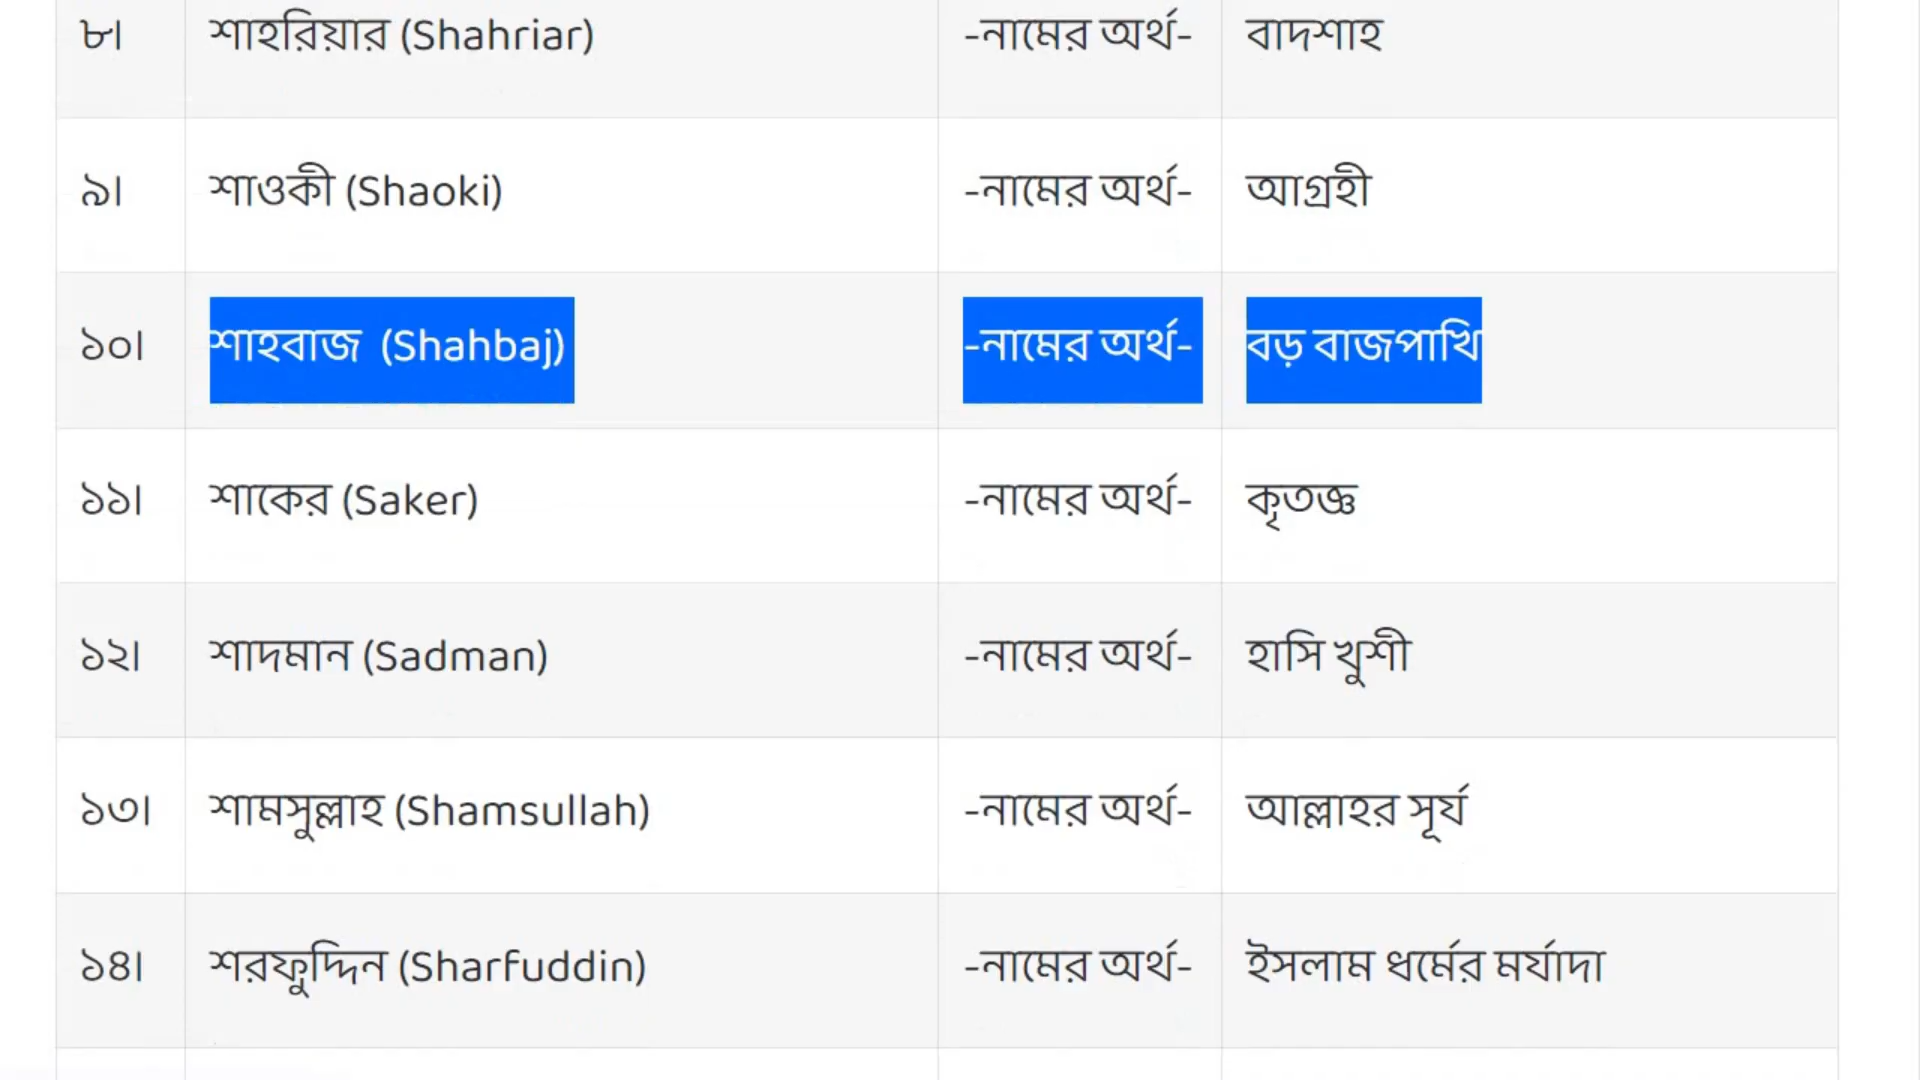 ৮। শাহরিয়ার (Shahriar) -নামের অর্থ- বাদশাহ
৯। শাওকী (Shaoki) -নামের অর্থ- আগ্রহী
১০। শাহবাজ (Shahbaj) -নামের অর্থ- বড় বাজপাখি
১১। শাকের (Saker) -নামের অর্থ- কৃতজ্ঞ
১২। শাদমান (Sadman) -নামের অর্থ- হাসি খুশী
১৩। শামসুল্লাহ (Shamsullah) -নামের অর্থ- আল্লাহর সূর্য
১৪। শরফুদ্দিন (Sharfuddin) -নামের অর্থ- ইসলাম ধর্মের মর্যাদা